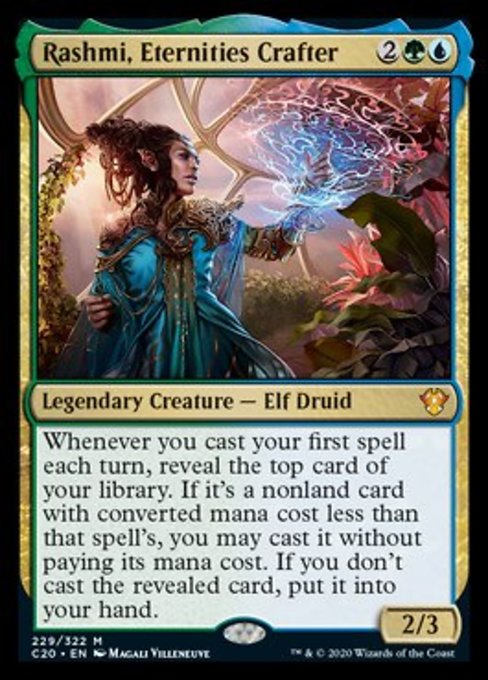 Rashmi, Eternities Crafter 2
Legendary Creature — Elf Druid
Whenever you cast your first spell
each turn, reveal the top card of
your library. If it's a nonland card
with converted mana cost less than
that spell's, you may cast it without
paying its mana cost. If you don't
cast the revealed card, put it into
your hand.
2/3
229/322 M
C20 • EN Magali Villeneuve
™ & © 2020 Wizards of the Coast